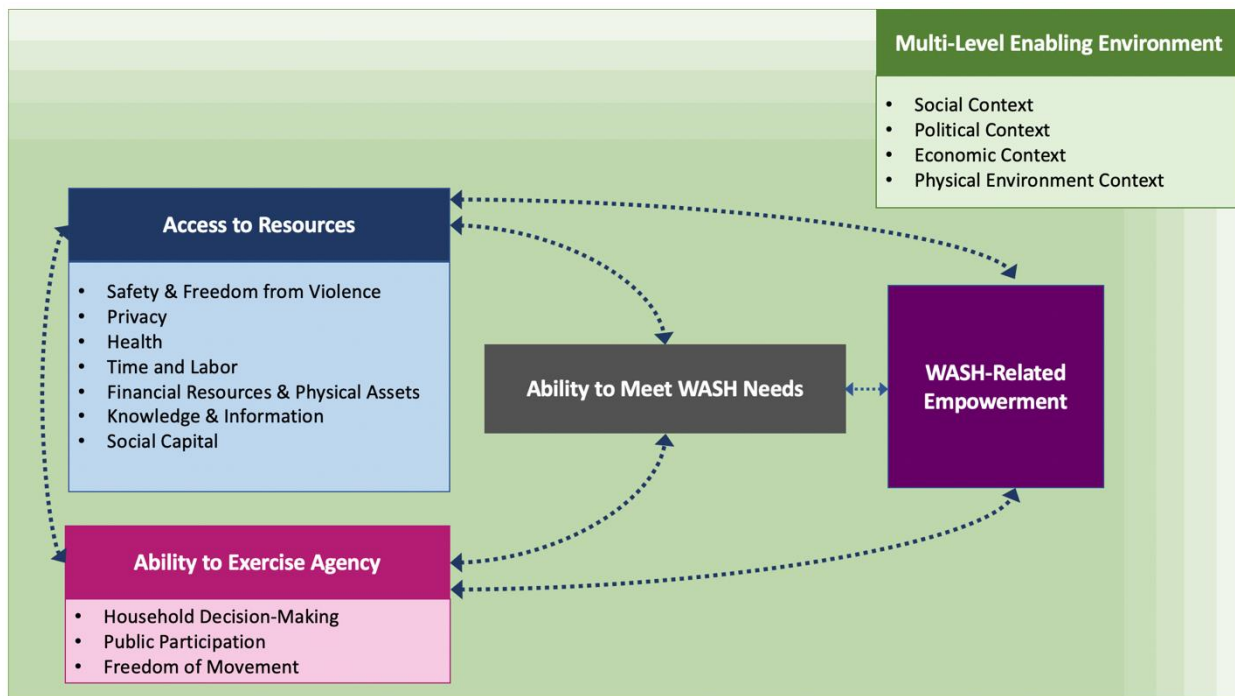 Multi-Level Enabling Environment
• Social Context
• Political Context
• Economic Context
• Physical Environment Context
Access to Resources
• Safety & Freedom from Violence
• Privacy
• Health
• Time and Labor
• Financial Resources & Physical Assets
• Knowledge & Information
• Social Capital
Ability to Meet WASH Needs
WASH-Related
Empowerment
Ability to Exercise Agency
• Household Decision-Making
• Public Participation
• Freedom of Movement